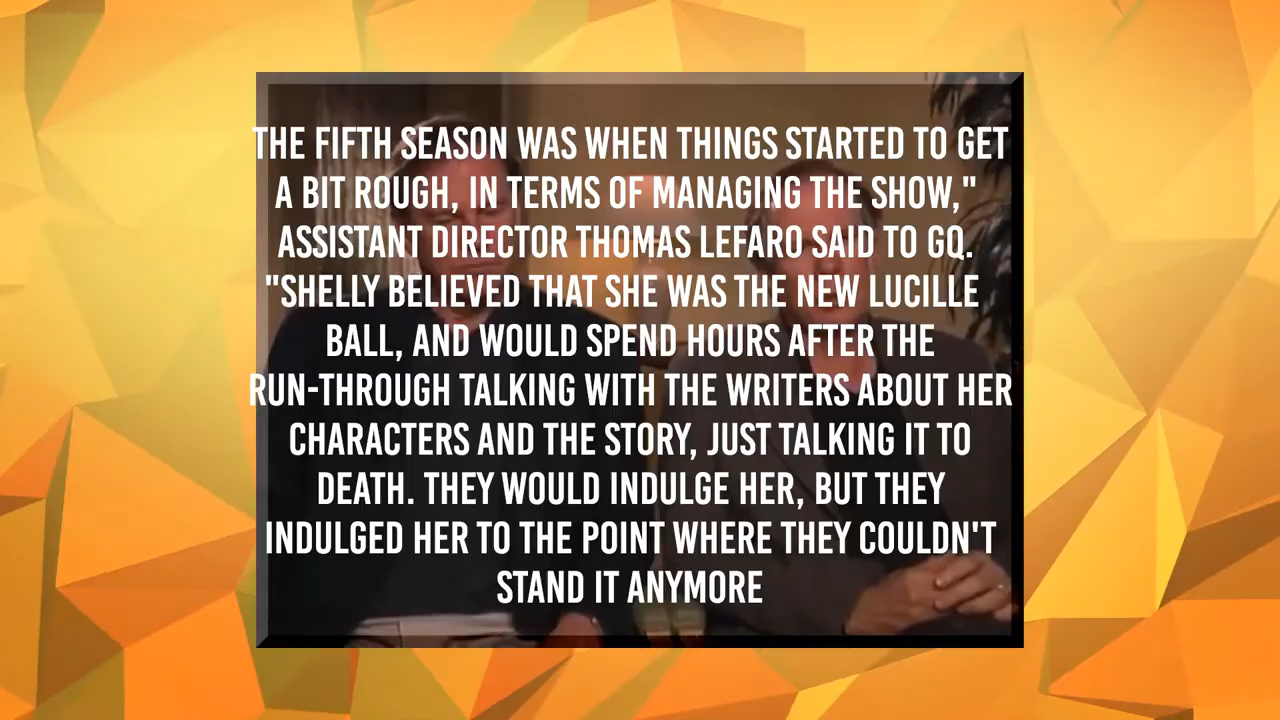 THE FIFTH SEASON WAS WHEN THINGS STARTED TO GET
A BIT ROUGH, IN TERMS OF MANAGING THE SHOW,"
ASSISTANT DIRECTOR THOMAS LEFARO SAID TO GQ.
"SHELLY BELIEVED THAT SHE WAS THE NEW LUCILLE
BALL, AND WOULD SPEND HOURS AFTER THE
RUN-THROUGH TALKING WITH THE WRITERS ABOUT HER
CHARACTERS AND THE STORY, JUST TALKING IT TO
DEATH. THEY WOULD INDULGE HER, BUT THEY
INDULGED HER TO THE POINT WHERE THEY COULDN'T
STAND IT ANYMORE